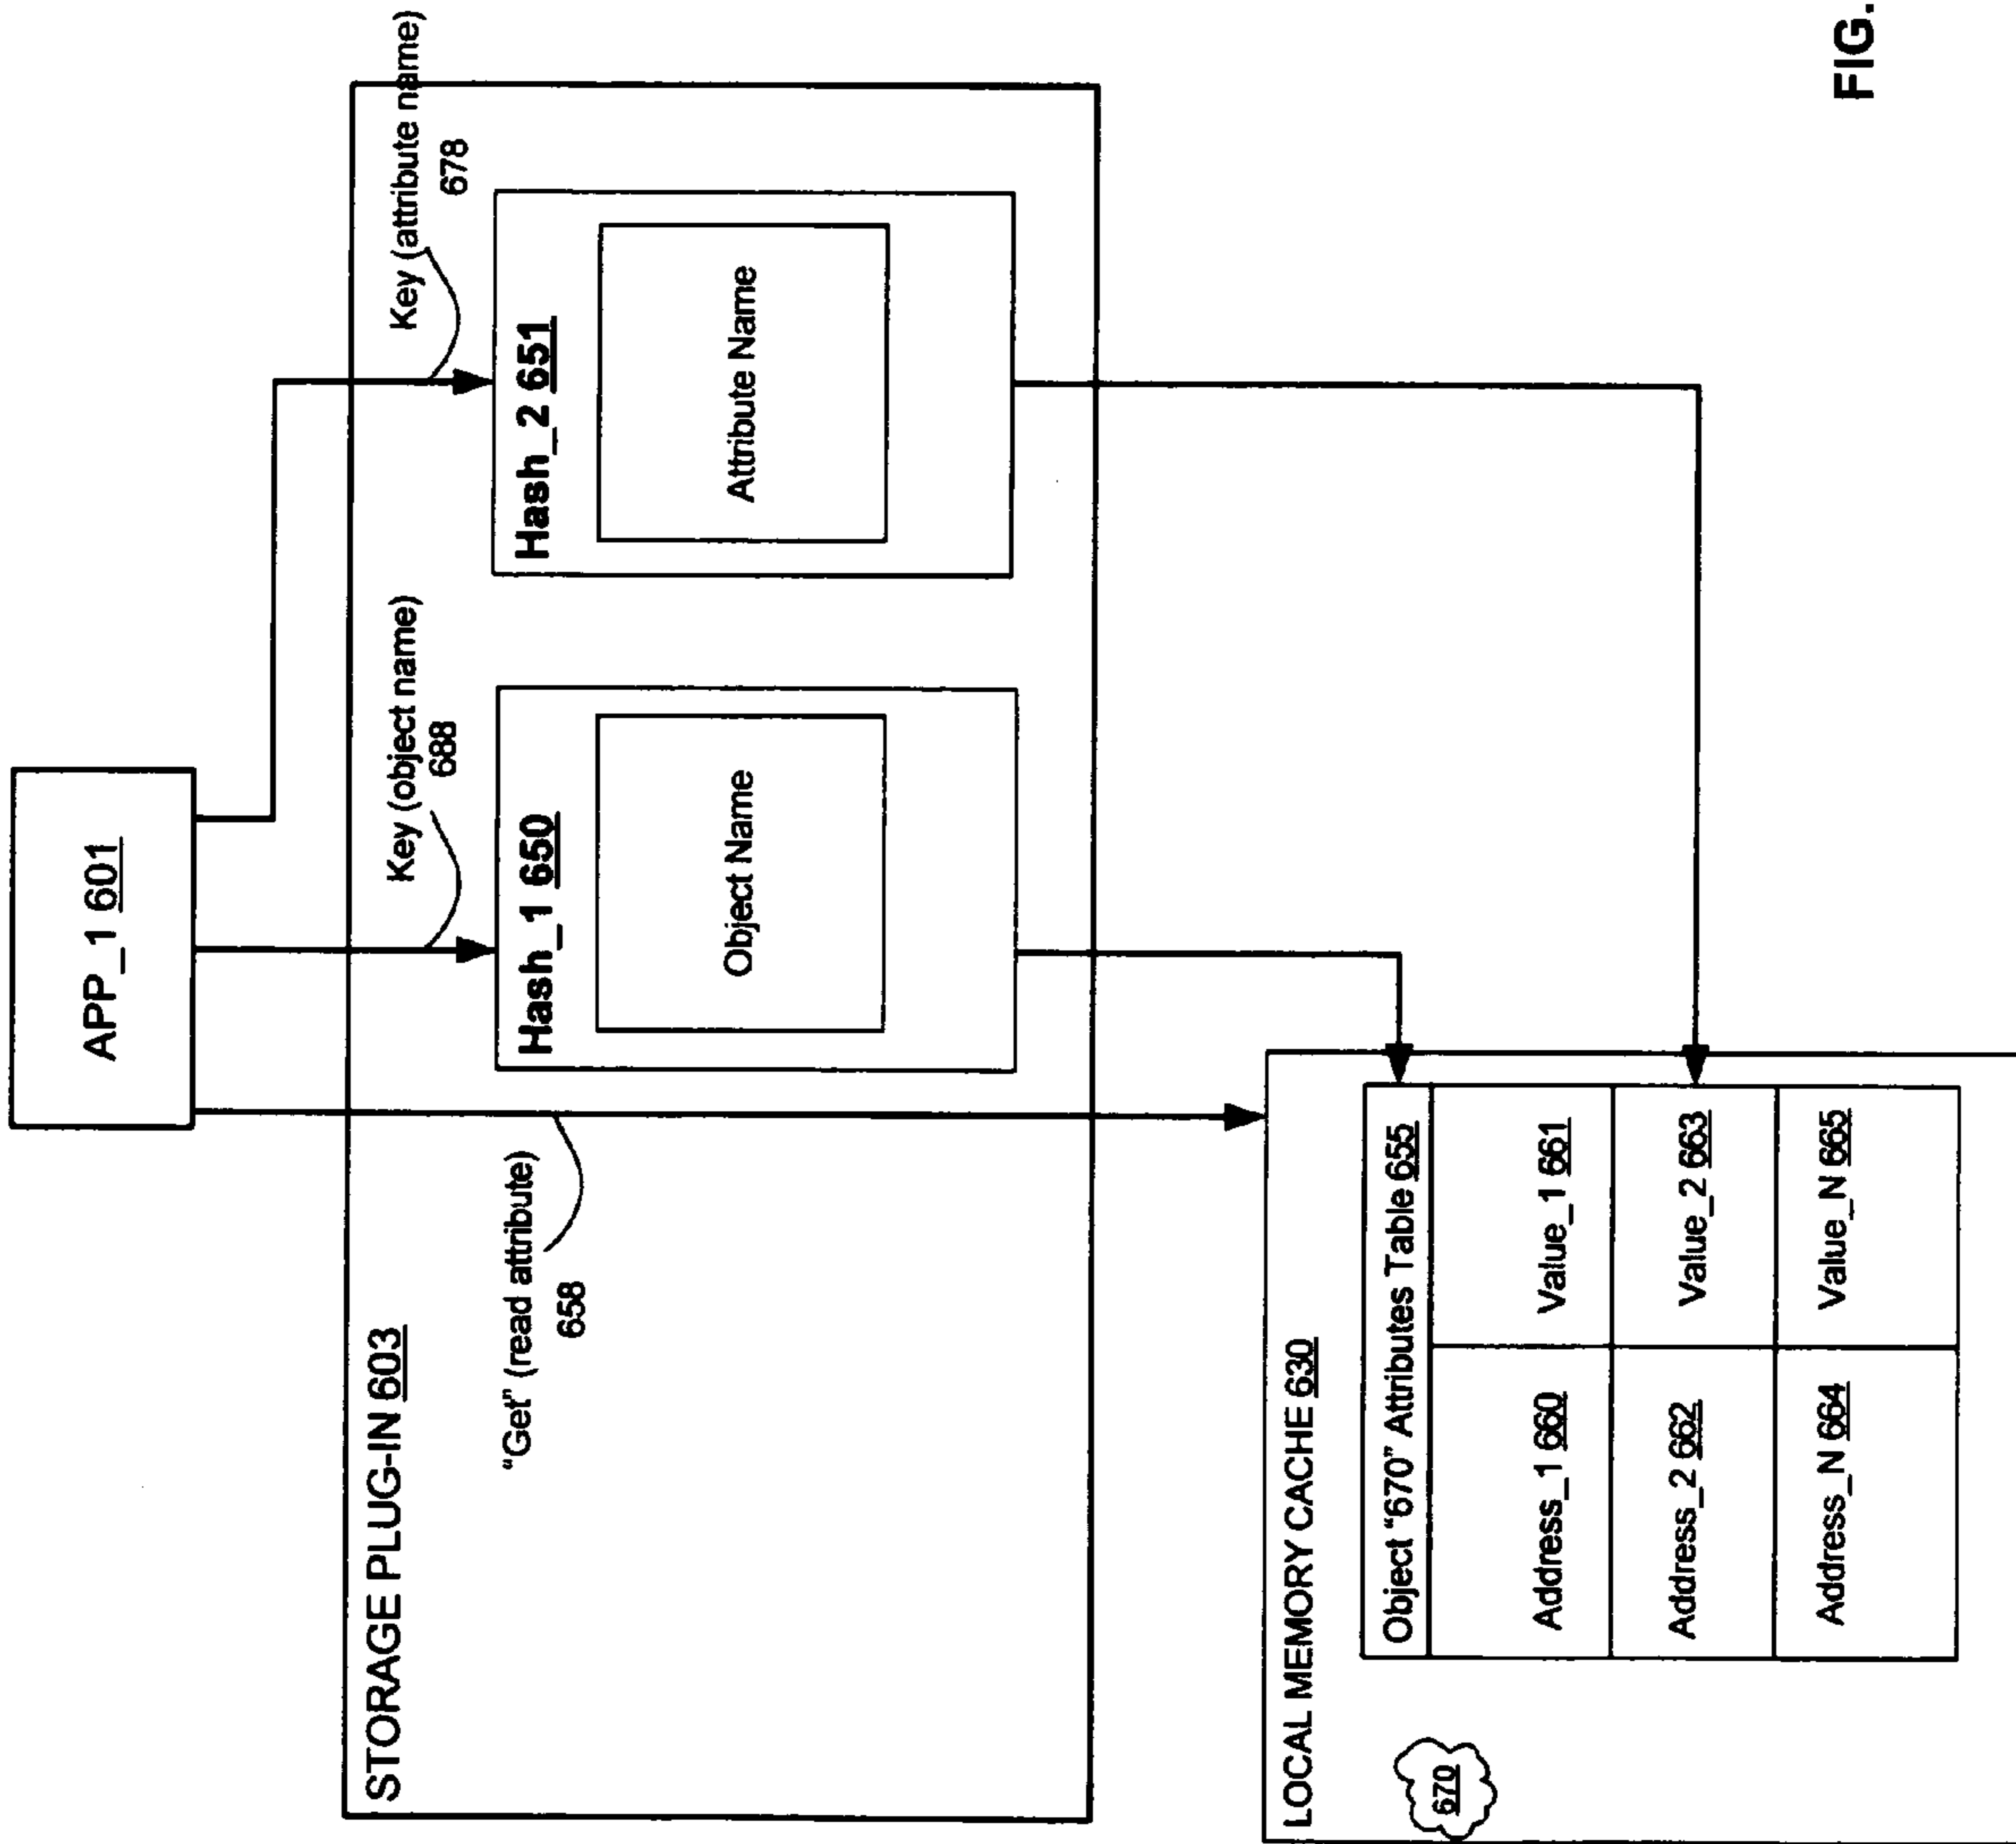 APP_1 601
Key (object name)
688
Key (attribute name)
678
STORAGE PLUG-IN 603
"Get" (read attribute)
658
Hash_1 650
Object Name
Hash_2 651
Attribute Name
LOCAL MEMORY CACHE 630
670
Object "670" Attributes Table 655
Address_1 660
Value_1 661
Address_2 662
Value_2 663
Address_N 664
Value_N 665
FIG.